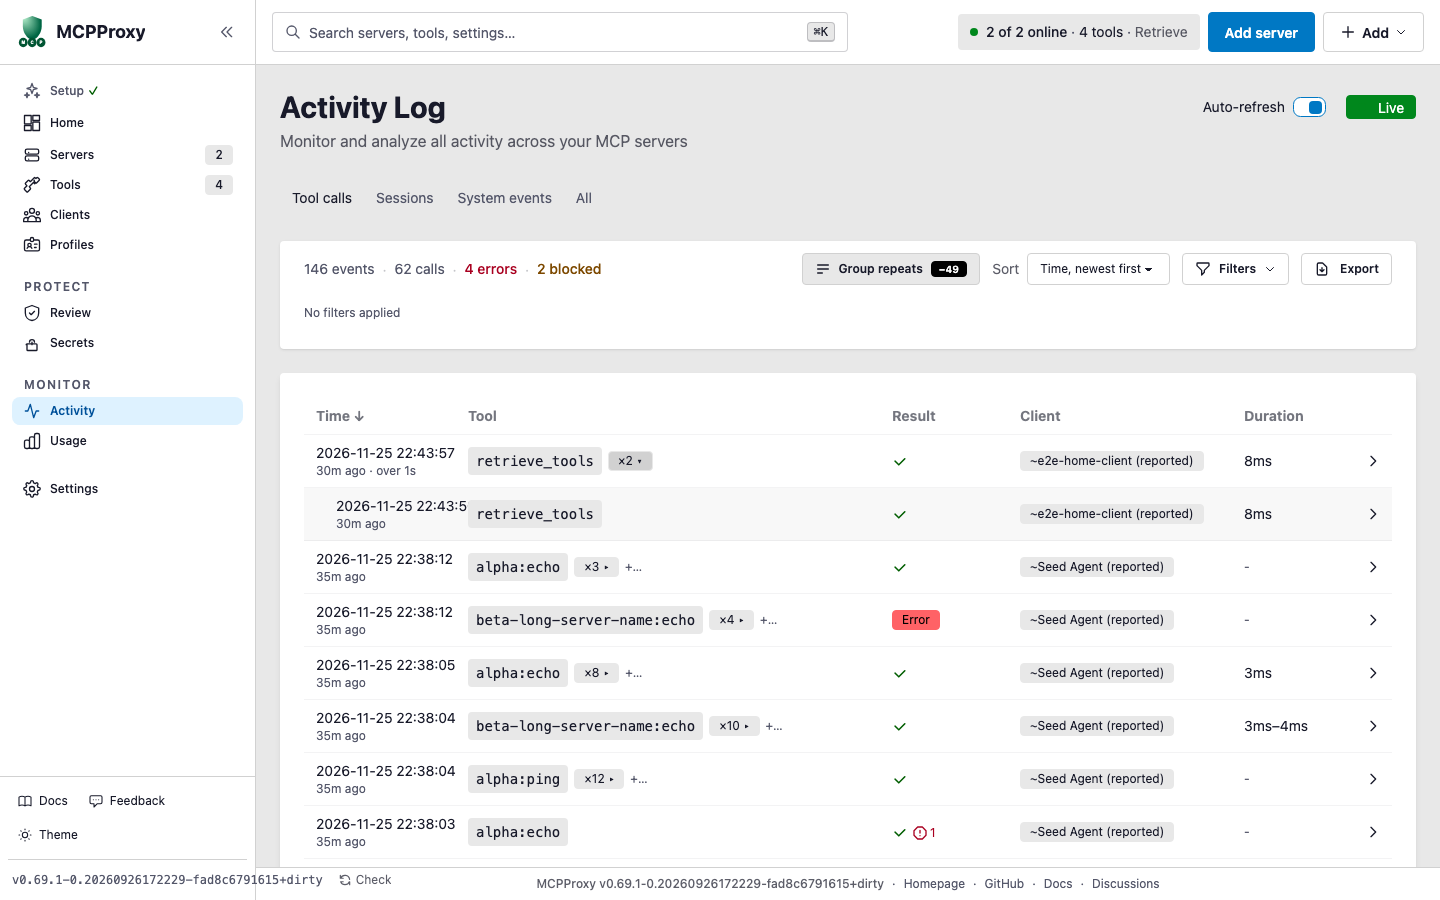 MCPProxy
Search servers, tools, settings...
⌘K
2 of 2 online · 4 tools · Retrieve
Add server
Add
Setup
Home
Servers 2
Tools 4
Clients
Profiles
PROTECT
Review
Secrets
MONITOR
Activity
Usage
Settings
Docs
Feedback
Theme
v0.69.1-0.20260926172229-fad8c6791615+dirty
Check
Activity Log
Auto-refresh
Live
Monitor and analyze all activity across your MCP servers
Tool calls
Sessions
System events
All
146 events · 62 calls · 4 errors · 2 blocked
Group repeats −49
Sort
Time, newest first
Filters
Export
No filters applied
Time Tool Result Client Duration
2026-11-25 22:43:57 retrieve_tools ×2 ~e2e-home-client (reported) 8ms
30m ago · over 1s
2026-11-25 22:43:5 retrieve_tools ~e2e-home-client (reported) 8ms
30m ago
2026-11-25 22:38:12 alpha:echo ×3 +... ~Seed Agent (reported) -
35m ago
2026-11-25 22:38:12 beta-long-server-name:echo ×4 +... Error ~Seed Agent (reported) -
35m ago
2026-11-25 22:38:05 alpha:echo ×8 +... ~Seed Agent (reported) 3ms
35m ago
2026-11-25 22:38:04 beta-long-server-name:echo ×10 +... ~Seed Agent (reported) 3ms–4ms
35m ago
2026-11-25 22:38:04 alpha:ping ×12 +... ~Seed Agent (reported) -
35m ago
2026-11-25 22:38:03 alpha:echo 1 ~Seed Agent (reported) -
35m ago
MCPProxy v0.69.1-0.20260926172229-fad8c6791615+dirty · Homepage · GitHub · Docs · Discussions